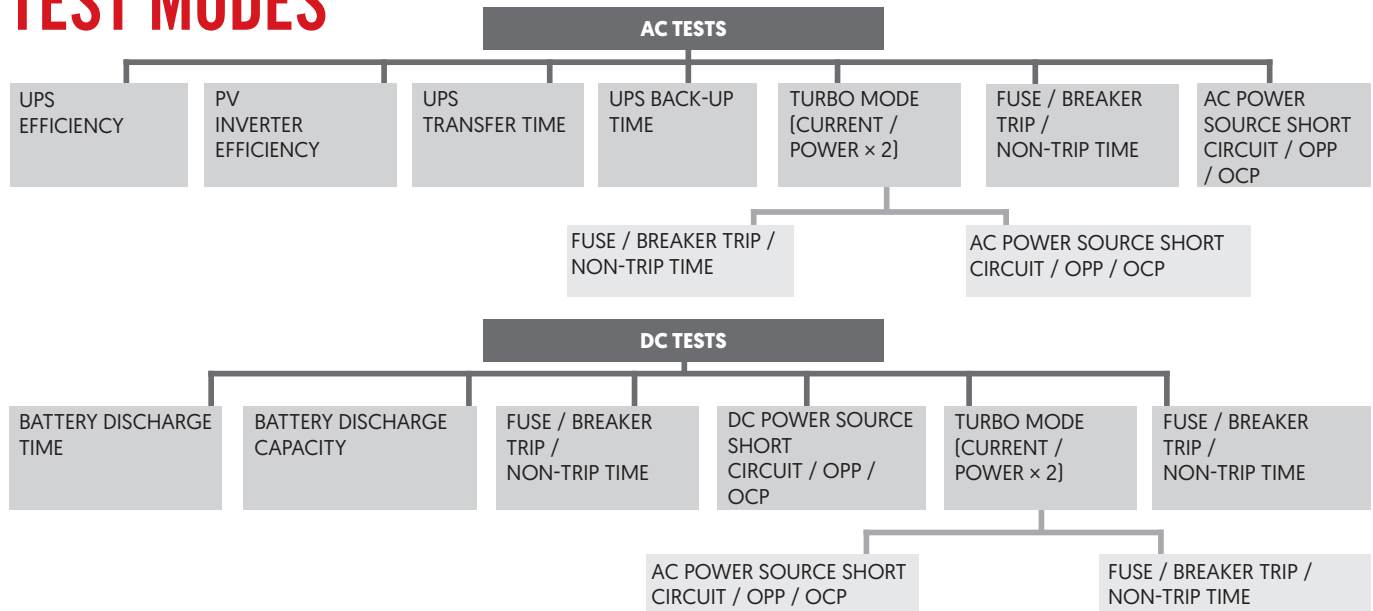 TEST MODES
AC TESTS
UPS
EFFICIENCY
PV
INVERTER
EFFICIENCY
UPS
TRANSFER TIME
UPS BACK-UP
TIME
TURBO MODE
(CURRENT /
POWER × 2)
FUSE / BREAKER
TRIP /
NON-TRIP TIME
AC POWER
SOURCE SHORT
CIRCUIT / OPP
/ OCP
FUSE / BREAKER TRIP /
NON-TRIP TIME
AC POWER SOURCE SHORT
CIRCUIT / OPP / OCP
DC TESTS
BATTERY DISCHARGE
TIME
BATTERY DISCHARGE
CAPACITY
FUSE / BREAKER
TRIP /
NON-TRIP TIME
DC POWER SOURCE
SHORT
CIRCUIT / OPP /
OCP
TURBO MODE
(CURRENT /
POWER × 2)
FUSE / BREAKER
TRIP /
NON-TRIP TIME
AC POWER SOURCE SHORT
CIRCUIT / OPP / OCP
FUSE / BREAKER TRIP /
NON-TRIP TIME